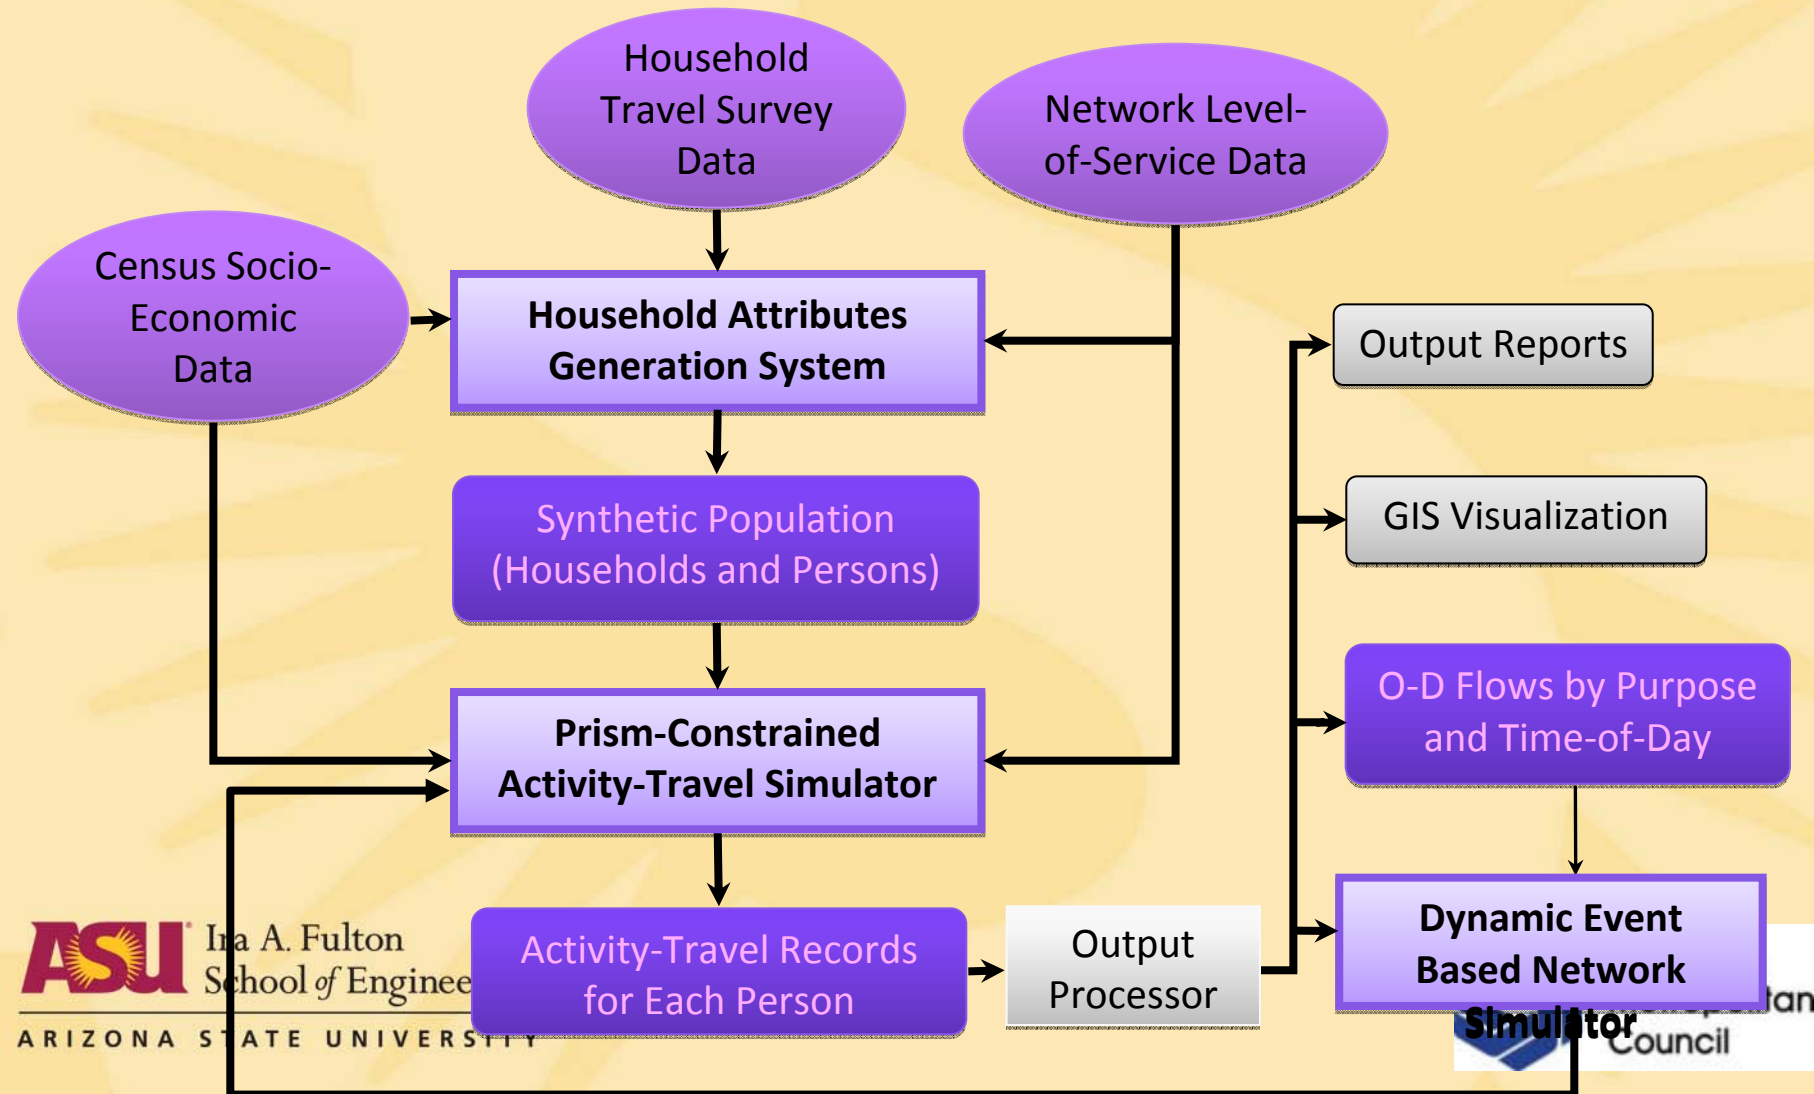 Household
Travel Survey
Data
Network Level-
of-Service Data
Census Socio-
Economic
Data
Household Attributes
Generation System
Output Reports
Synthetic Population
(Households and Persons)
GIS Visualization
O-D Flows by Purpose
and Time-of-Day
Prism-Constrained
Activity-Travel Simulator
Activity-Travel Records
for Each Person
Output
Processor
Dynamic Event
Based Network
Simulator
ASU
Ira A. Fulton
School of Enginee
ARIZONA STATE UNIVERSITY
Council